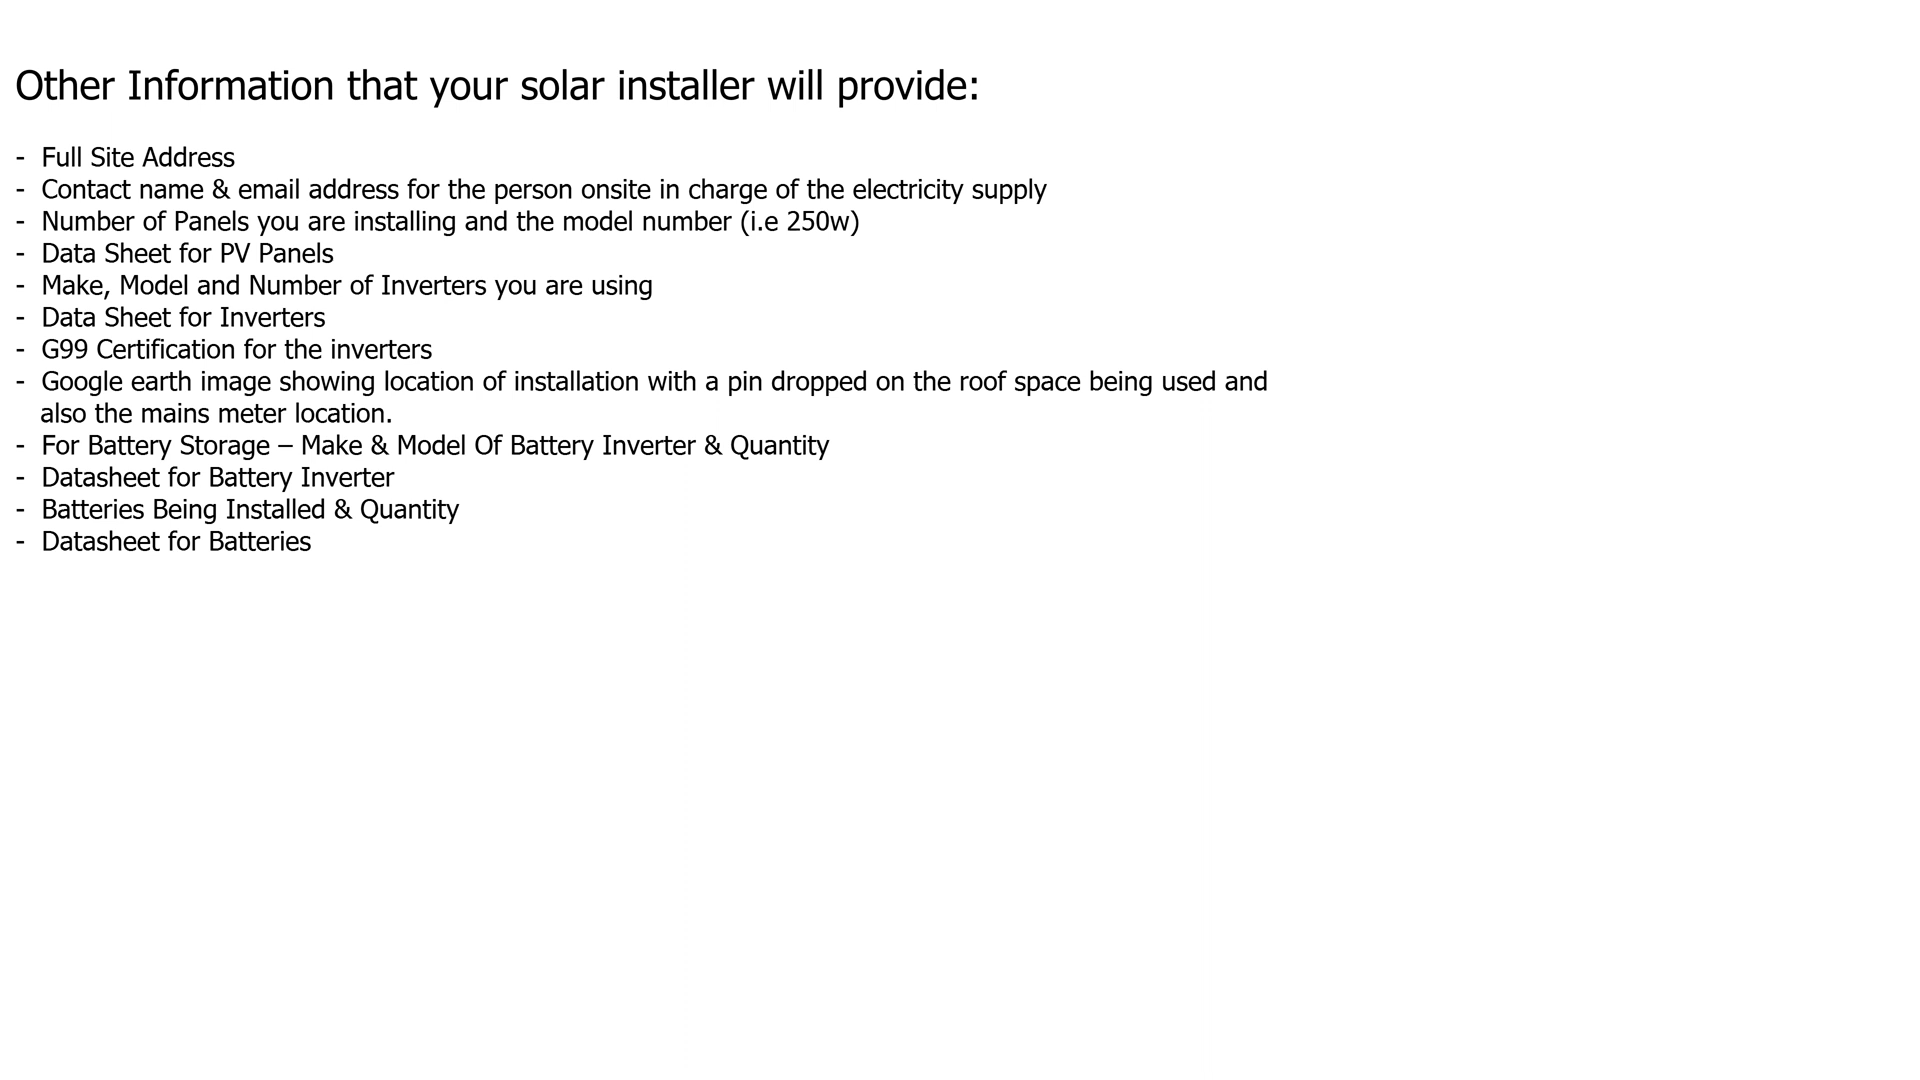 Other Information that your solar installer will provide:
- Full Site Address
- Contact name & email address for the person onsite in charge of the electricity supply
- Number of Panels you are installing and the model number (i.e 250w)
- Data Sheet for PV Panels
- Make, Model and Number of Inverters you are using
- Data Sheet for Inverters
- G99 Certification for the inverters
- Google earth image showing location of installation with a pin dropped on the roof space being used and
also the mains meter location.
- For Battery Storage – Make & Model Of Battery Inverter & Quantity
- Datasheet for Battery Inverter
- Batteries Being Installed & Quantity
- Datasheet for Batteries